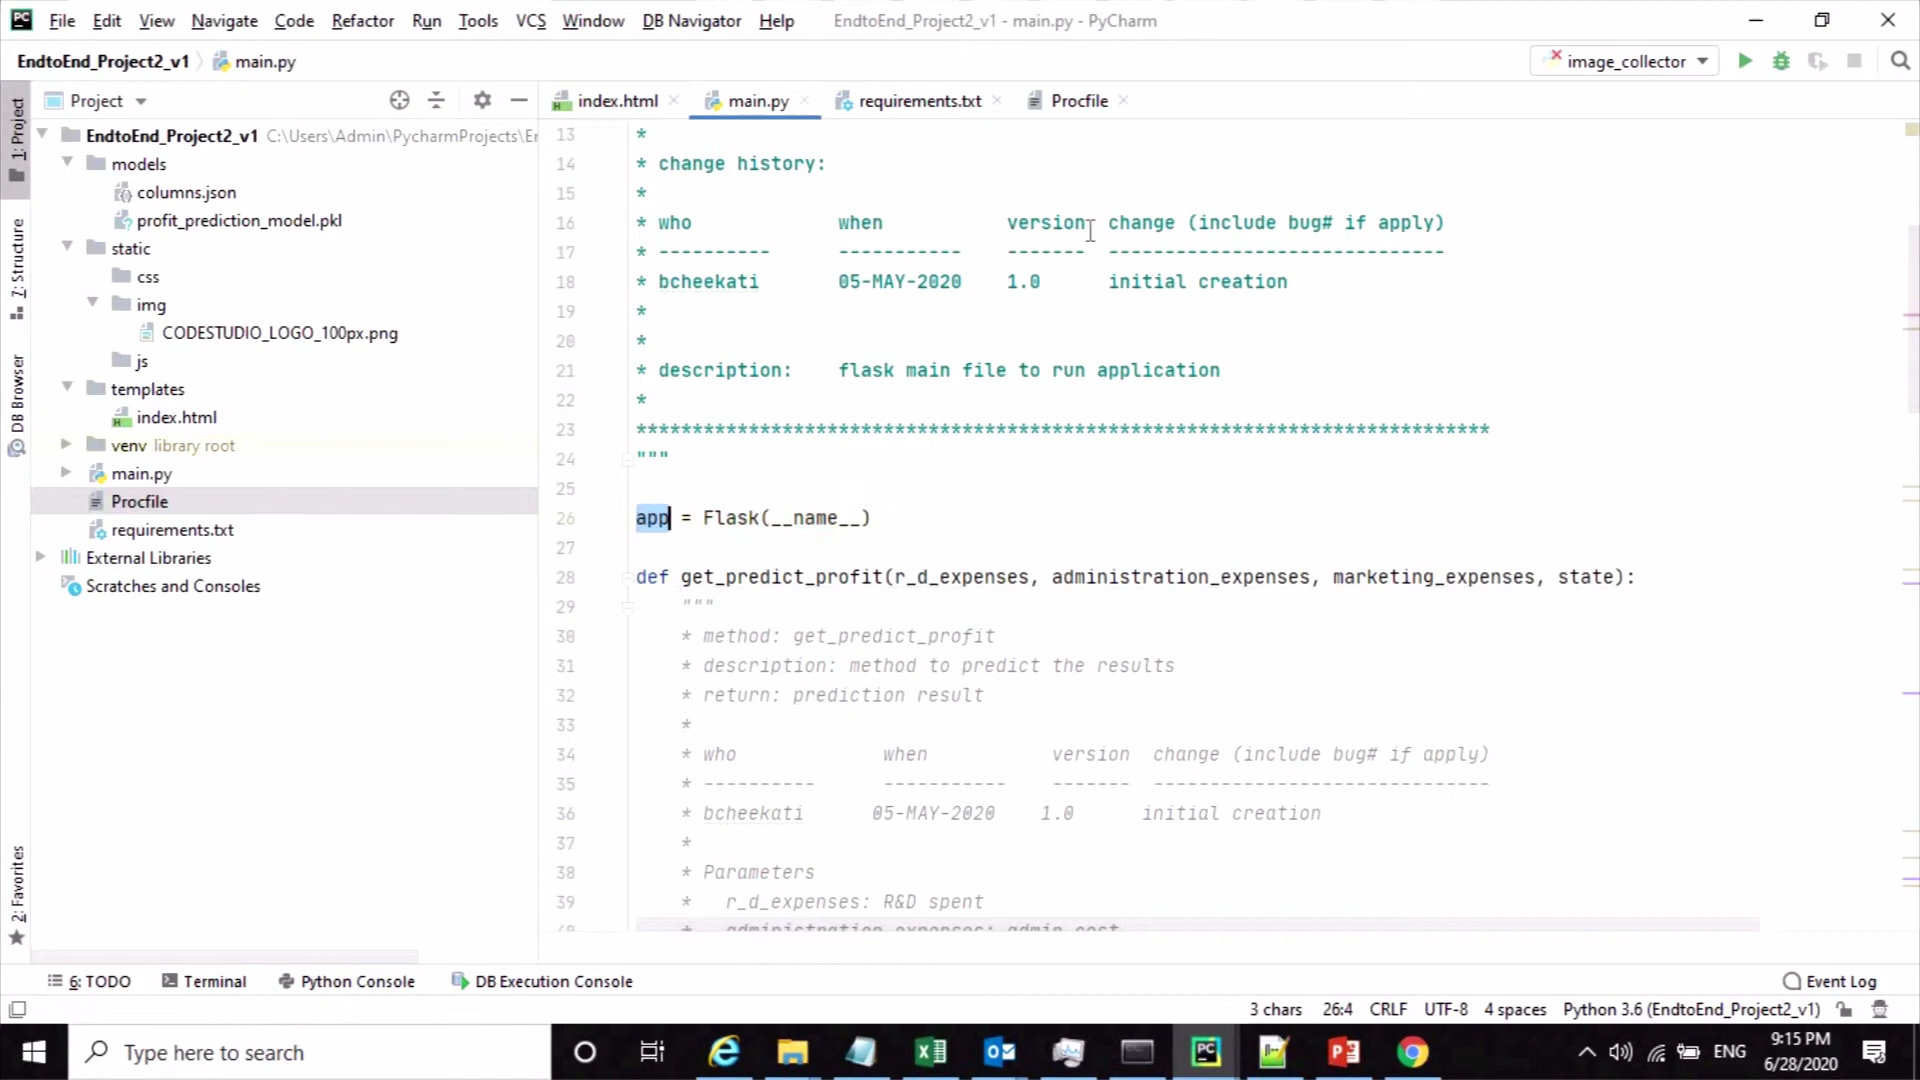 File Edit View Navigate Code Refactor Run Tools VCS Window DB Navigator Help EndtoEnd_Project2_v1 - main.py - PyCharm
EndtoEnd_Project2_v1 main.py image_collector
1: Project
7: Structure
DB Browser
2: Favorites
Project
EndtoEnd_Project2_v1 C:\Users\Admin\PycharmProjects\Er
models
columns.json
profit_prediction_model.pkl
static
css
img
CODESTUDIO_LOGO_100px.png
js
templates
index.html
venv library root
main.py
Procfile
requirements.txt
External Libraries
Scratches and Consoles
index.html main.py requirements.txt Procfile
13 *
14 * change history:
15 *
16 * who when version change (include bug# if apply)
17 * ---------- ----------- ------- ------------------------------
18 * bcheekati 05-MAY-2020 1.0 initial creation
19 *
20 *
21 * description: flask main file to run application
22 *
23 ****************************************************************************
24 """
25
26 app = Flask(__name__)
27
28 def get_predict_profit(r_d_expenses, administration_expenses, marketing_expenses, state):
29 """
30 * method: get_predict_profit
31 * description: method to predict the results
32 * return: prediction result
33 *
34 * who when version change (include bug# if apply)
35 * ---------- ----------- ------- ------------------------------
36 * bcheekati 05-MAY-2020 1.0 initial creation
37 *
38 * Parameters
39 * r_d_expenses: R&D spent
40 * administration_expenses: admin cost
6: TODO Terminal Python Console DB Execution Console Event Log
3 chars 26:4 CRLF UTF-8 4 spaces Python 3.6 (EndtoEnd_Project2_v1)
Type here to search
ENG
9:15 PM
6/28/2020